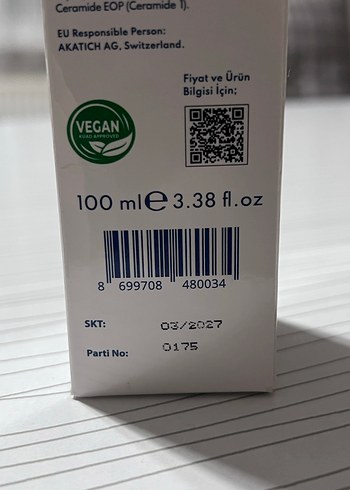 Ceramide EOP (Ceramide 1).
EU Responsible Person:
AKATICH AG, Switzerland.
Fiyat ve Ürün
Bilgisi İçin;
VEGAN
100 ml e 3.38 fl.oz
8 699708 480034
SKT: 03/2027
Parti No: 0175